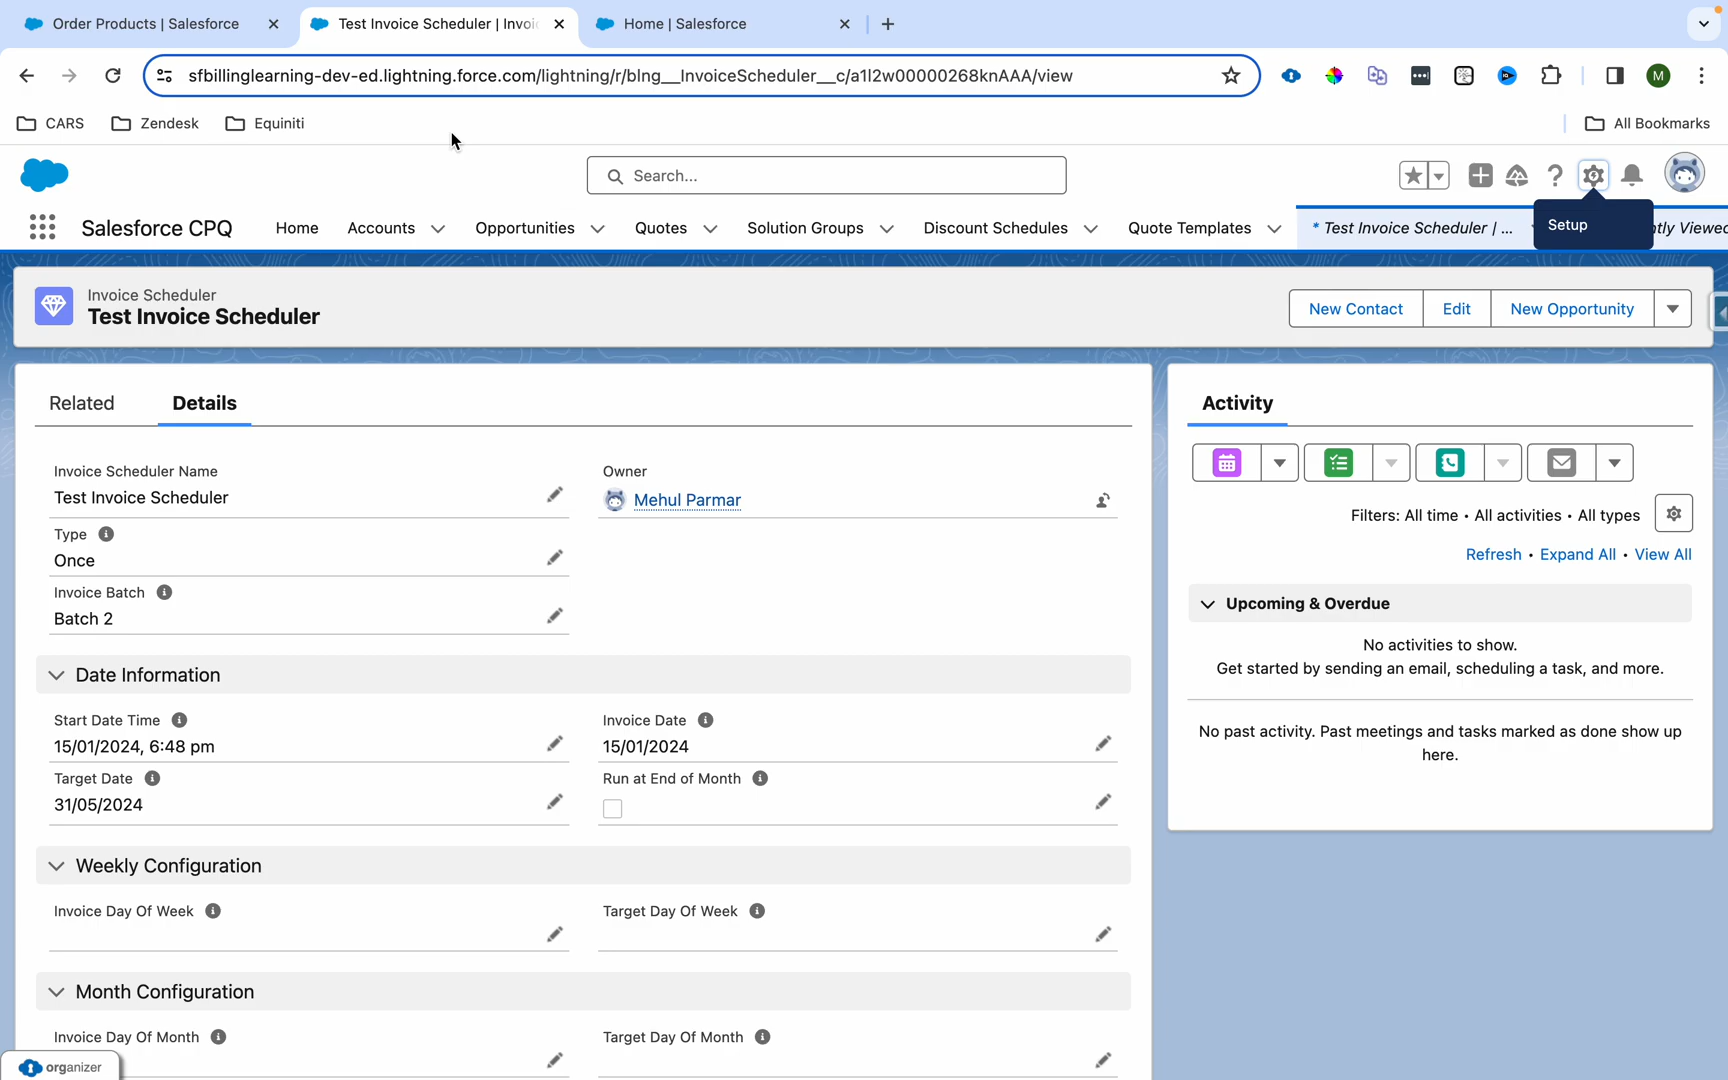 Order Products | Salesforce
Test Invoice Scheduler | Invoi
Home | Salesforce
sfbillinglearning-dev-ed.lightning.force.com/lightning/r/blng__InvoiceScheduler__c/a1I2w00000268knAAA/view
M
CARS
Zendesk
Equiniti
All Bookmarks
Search...
Salesforce CPQ
Home
Accounts
Opportunities
Quotes
Solution Groups
Discount Schedules
Quote Templates
* Test Invoice Scheduler | ...
Setup
ntly Viewed
Invoice Scheduler
Test Invoice Scheduler
New Contact
Edit
New Opportunity
Related
Details
Activity
Invoice Scheduler Name
Test Invoice Scheduler
Owner
Mehul Parmar
Type
Once
Invoice Batch
Batch 2
Filters: All time • All activities • All types
Refresh • Expand All • View All
Upcoming & Overdue
No activities to show.
Get started by sending an email, scheduling a task, and more.
No past activity. Past meetings and tasks marked as done show up
here.
Date Information
Start Date Time
15/01/2024, 6:48 pm
Invoice Date
15/01/2024
Target Date
31/05/2024
Run at End of Month
Weekly Configuration
Invoice Day Of Week
Target Day Of Week
Month Configuration
Invoice Day Of Month
Target Day Of Month
organizer